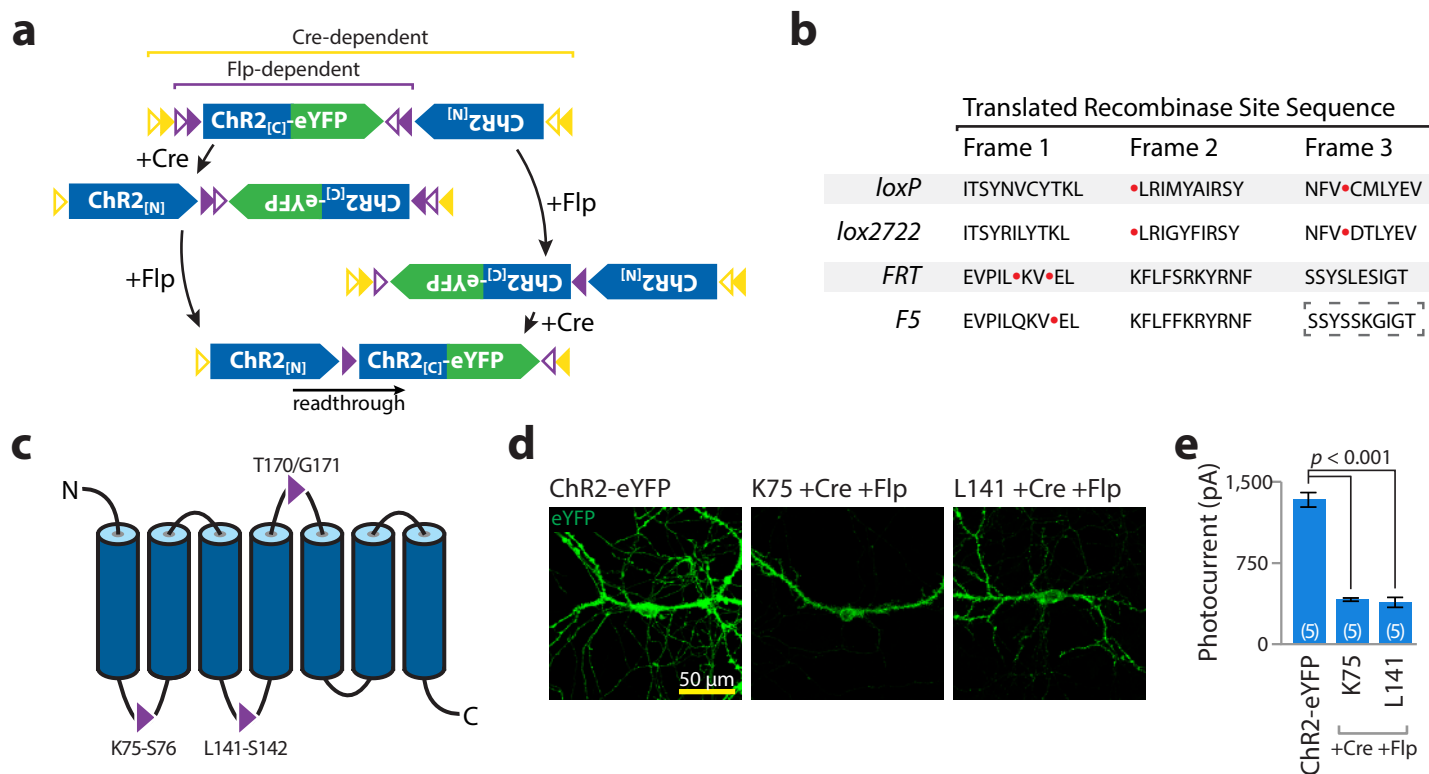 a
Cre-dependent
Flp-dependent
ChR2[C]-eYFP
ChR2[N]
+Cre
ChR2[N]
ChR2[C]-eYFP
+Flp
+Flp
ChR2[C]-eYFP
ChR2[N]
+Cre
ChR2[N]
ChR2[C]-eYFP
readthrough
b
Translated Recombinase Site Sequence
Frame 1 Frame 2 Frame 3
loxP ITSYNVCYTKL •LRIMYAIRSY NFV•CMLYEV
lox2722 ITSYRILYTKL •LRIGYFIRSY NFV•DTLYEV
FRT EVPIL•KV•EL KFLFSRKYRNF SSYSLESIGT
F5 EVPILQKV•EL KFLFFKRYRNF SSYSSKGIGT
c
T170/G171
N
C
K75-S76 L141-S142
d
ChR2-eYFP K75 +Cre +Flp L141 +Cre +Flp
eYFP
50 µm
e
p < 0.001
Photocurrent (pA)
1,500
750
0
(5) (5) (5)
ChR2-eYFP
K75
L141
+Cre +Flp